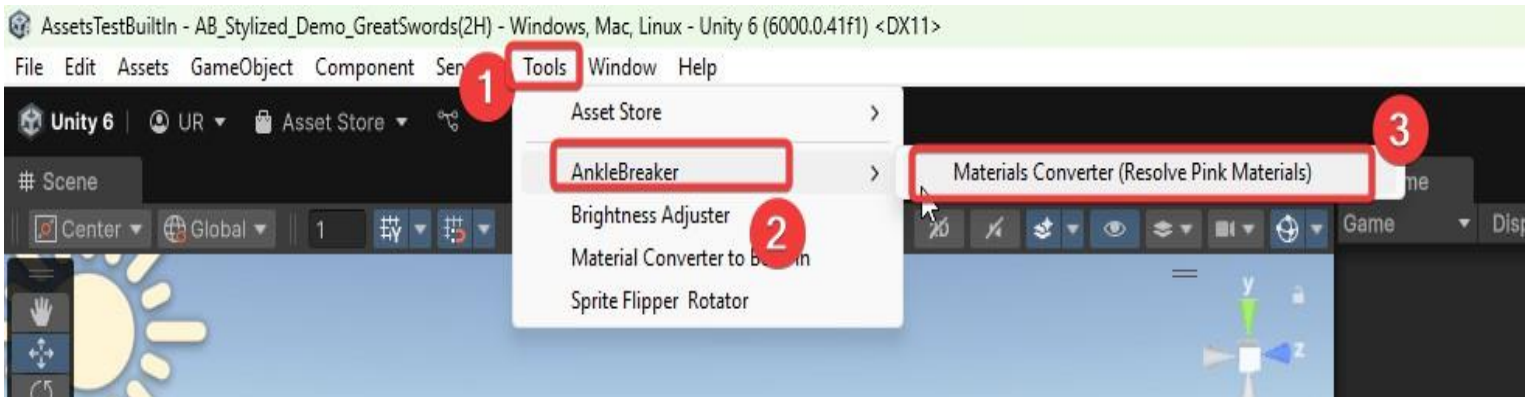 AssetsTestBuiltIn - AB_Stylized_Demo_GreatSwords(2H) - Windows, Mac, Linux - Unity 6 (6000.0.41f1) <DX11>
File Edit Assets GameObject Component Tools Window Help
1
Unity 6 UR Asset Store
Asset Store
3
AnkleBreaker
Materials Converter (Resolve Pink Materials)
# Scene
Brightness Adjuster
2
Center Global 1
2D
Game Disp
Material Converter to
Sprite Flipper Rotator
y
z